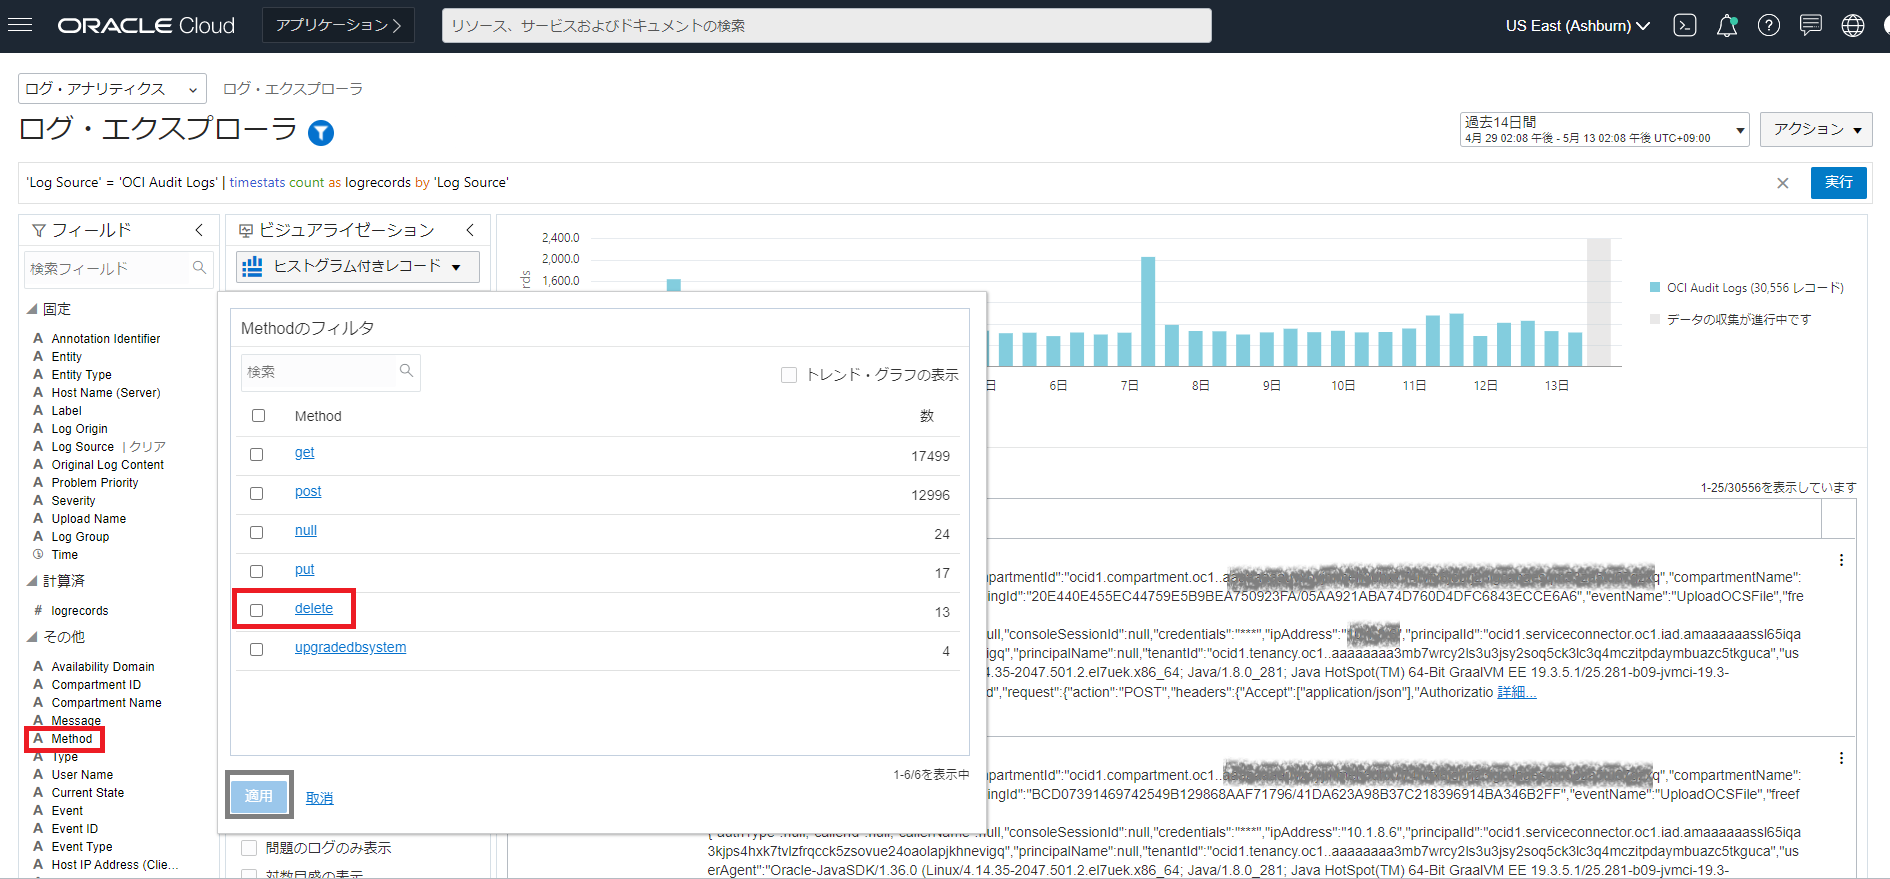 ORACLE Cloud
アプリケーション
リソース、サービスおよびドキュメントの検索
US East (Ashburn)
ログ・アナリティクス
ログ・エクスプローラ
ログ・エクスプローラ
過去14日間
4月 29 02:08 午後 - 5月 13 02:08 午後 UTC+09:00
アクション
'Log Source' = 'OCI Audit Logs' | timestats count as logrecords by 'Log Source'
実行
フィールド
検索フィールド
固定
A Annotation Identifier
A Entity
A Entity Type
A Host Name (Server)
A Label
A Log Origin
A Log Source | クリア
A Original Log Content
A Problem Priority
A Severity
A Upload Name
A Log Group
Time
計算済
# logrecords
その他
A Availability Domain
A Compartment ID
A Compartment Name
A Message
A Method
A Type
A User Name
A Current State
A Event
A Event ID
A Event Type
A Host IP Address (Clie...
ビジュアライゼーション
ヒストグラム付きレコード
Methodのフィルタ
検索
トレンド・グラフの表示
Method 数
get 17499
post 12996
null 24
put 17
delete 13
upgradedbsystem 4
1-6/6を表示中
適用
取消
問題のログのみ表示
対数目盛の表示
2,400.0
2,000.0
1,600.0
rds
日 6日 7日 8日 9日 10日 11日 12日 13日
OCI Audit Logs (30,556 レコード)
データの収集が進行中です
1-25/30556を表示しています
partmentId":"ocid1.compartment.oc1..aa q","compartmentName":
ingId":"20E440E455EC44759E5B9BEA750923FA/05AA921ABA74D760D4DFC6843ECCE6A6","eventName":"UploadOCSFile","free
ull,"consoleSessionId":null,"credentials":"***","ipAddress":" ","principalId":"ocid1.serviceconnector.oc1.iad.amaaaaaassl65iqa
igq","principalName":null,"tenantId":"ocid1.tenancy.oc1..aaaaaaaa3mb7wrcy2ls3u3jsy2soq5ck3lc3q4mczitpdaymbuazc5tkguca","us
.35-2047.501.2.el7uek.x86_64; Java/1.8.0_281; Java HotSpot(TM) 64-Bit GraalVM EE 19.3.5.1/25.281-b09-jvmci-19.3-
d","request":{"action":"POST","headers":{"Accept":["application/json"],"Authorizatio 詳細...
partmentId":"ocid1.compartment.oc1..a q","compartmentName":
ingId":"BCD07391469742549B129868AAF71796/41DA623A98B37C218396914BA346B2FF","eventName":"UploadOCSFile","freef
{"authType":null,"callerId":null,"callerName":null,"consoleSessionId":null,"credentials":"***","ipAddress":"10.1.8.6","principalId":"ocid1.serviceconnector.oc1.iad.amaaaaaassl65iqa
3kjps4hxk7tvlzfrqcck5zsovue24oaolapjkhnevigq","principalName":null,"tenantId":"ocid1.tenancy.oc1..aaaaaaaa3mb7wrcy2ls3u3jsy2soq5ck3lc3q4mczitpdaymbuazc5tkguca","us
erAgent":"Oracle-JavaSDK/1.36.0 (Linux/4.14.35-2047.501.2.el7uek.x86_64; Java/1.8.0_281; Java HotSpot(TM) 64-Bit GraalVM EE 19.3.5.1/25.281-b09-jvmci-19.3-